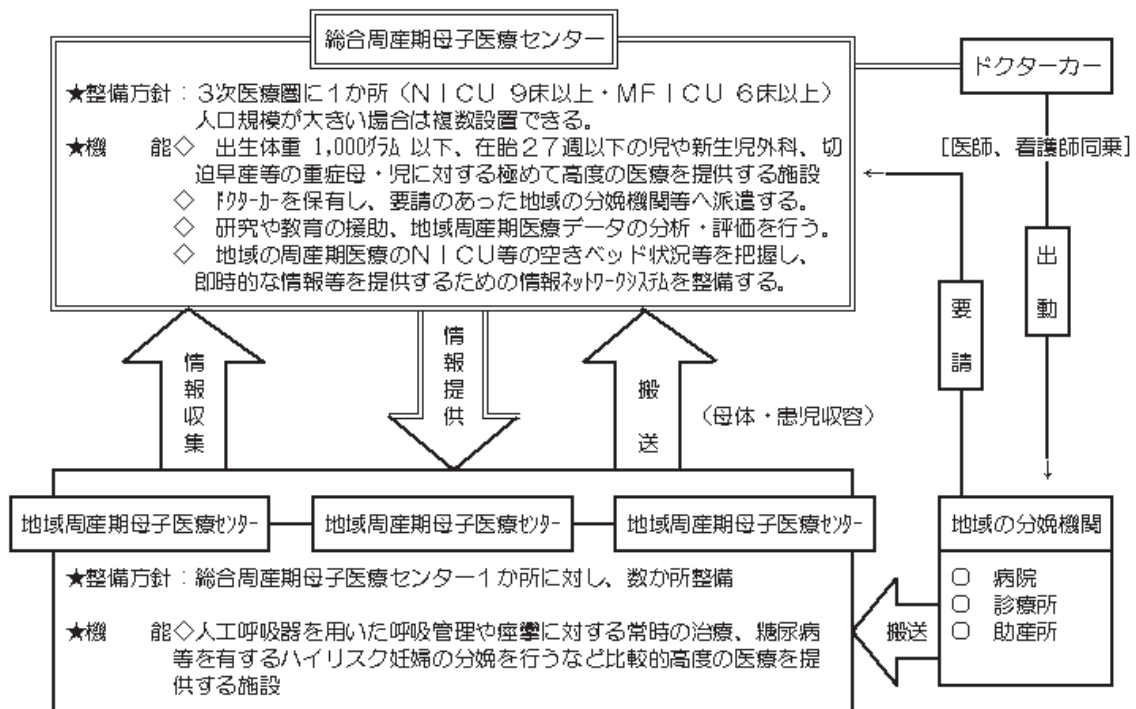 総合周産期母子医療センター
★整備方針：３次医療圏に１か所（ＮＩＣＵ ９床以上・ＭＦＩＣＵ ６床以上）
人口規模が大きい場合は複数設置できる。
★機　　能◇ 出生体重 1,000ｸﾞﾗﾑ 以下、在胎２７週以下の児や新生児外科、切
迫早産等の重症母・児に対する極めて高度の医療を提供する施設
◇ ﾄﾞｸﾀｰｶｰを保有し、要請のあった地域の分娩機関等へ派遣する。
◇ 研究や教育の援助、地域周産期医療データの分析・評価を行う。
◇ 地域の周産期医療のＮＩＣＵ等の空きベッド状況等を把握し、
即時的な情報等を提供するための情報ﾈｯﾄﾜｰｸｼｽﾃﾑを整備する。
ドクターカー
[医師、看護師同乗]
←
出動
要請
↓
情報収集
情報提供
搬送
（母体・患児収容）
地域周産期母子医療ｾﾝﾀｰ
地域周産期母子医療ｾﾝﾀｰ
地域周産期母子医療ｾﾝﾀｰ
★整備方針：総合周産期母子医療センター１か所に対し、数か所整備
★機　　能◇人工呼吸器を用いた呼吸管理や痙攣に対する常時の治療、糖尿病
等を有するハイリスク妊婦の分娩を行うなど比較的高度の医療を提
供する施設
搬送
地域の分娩機関
○ 病院
○ 診療所
○ 助産所